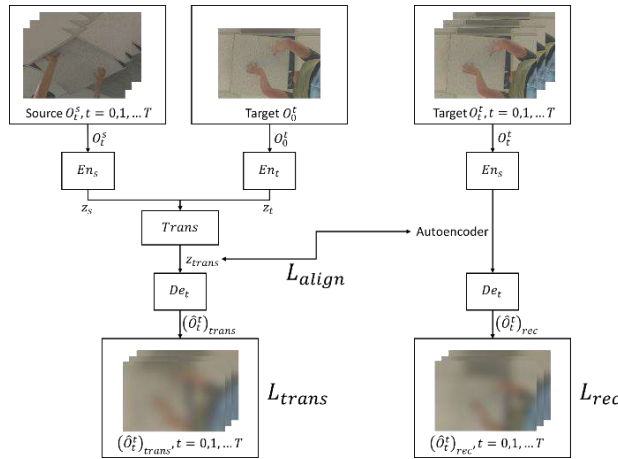 Source O_t^s, t = 0,1, ... T
Target O_0^t
Target O_t^t, t = 0,1, ... T
O_t^s
O_0^t
O_t^t
En_s
En_t
En_s
z_s
z_t
Trans
Autoencoder
z_trans
L_align
De_t
De_t
(Ô_t^t)_trans
(Ô_t^t)_rec
L_trans
L_rec
(Ô_t^t)_trans, t = 0,1, ... T
(Ô_t^t)_rec, t = 0,1, ... T